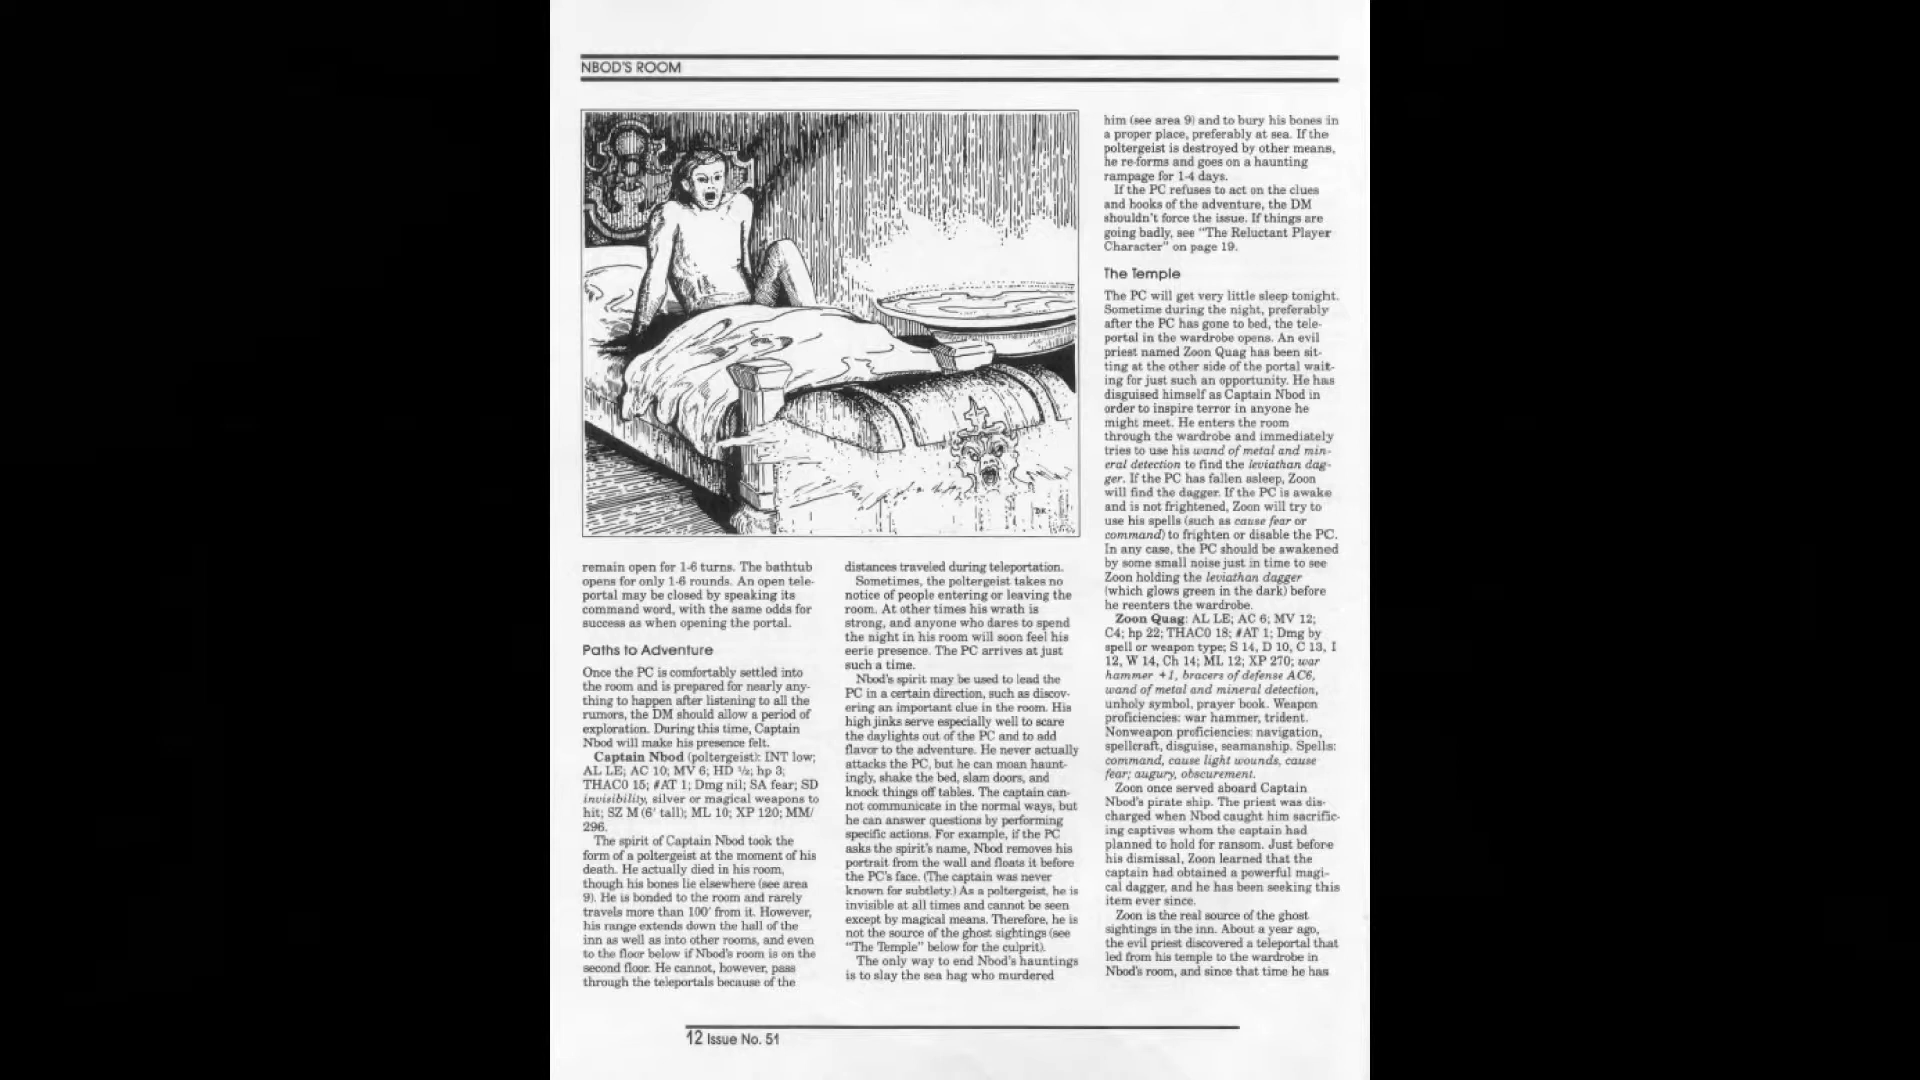 NBOD'S ROOM
remain open for 1-6 turns. The bathtub
opens for only 1-6 rounds. An open tele-
portal may be closed by speaking its
command word, with the same odds for
success as when opening the portal.
Paths to Adventure
Once the PC is comfortably settled into
the room and is prepared for nearly any-
thing to happen after listening to all the
rumors, the DM should allow a period of
exploration. During this time, Captain
Nbod will make his presence felt.
Captain Nbod (poltergeist): INT low;
AL LE; AC 10; MV 6; HD ½; hp 3;
THAC0 15; #AT 1; Dmg nil; SA fear; SD
invisibility, silver or magical weapons to
hit; SZ M (6' tall); ML 10; XP 120; MM/
296.
The spirit of Captain Nbod took the
form of a poltergeist at the moment of his
death. He actually died in his room,
though his bones lie elsewhere (see area
9). He is bonded to the room and rarely
travels more than 100' from it. However,
his range extends down the hall of the
inn as well as into other rooms, and even
to the floor below if Nbod's room is on the
second floor. He cannot, however, pass
through the teleportals because of the
distances traveled during teleportation.
Sometimes, the poltergeist takes no
notice of people entering or leaving the
room. At other times his wrath is
strong, and anyone who dares to spend
the night in his room will soon feel his
eerie presence. The PC arrives at just
such a time.
Nbod's spirit may be used to lead the
PC in a certain direction, such as discov-
ering an important clue in the room. His
high jinks serve especially well to scare
the daylights out of the PC and to add
flavor to the adventure. He never actually
attacks the PC, but he can moan haunt-
ingly, shake the bed, slam doors, and
knock things off tables. The captain can-
not communicate in the normal ways, but
he can answer questions by performing
specific actions. For example, if the PC
asks the spirit's name, Nbod removes his
portrait from the wall and floats it before
the PC's face. (The captain was never
known for subtlety.) As a poltergeist, he is
invisible at all times and cannot be seen
except by magical means. Therefore, he is
not the source of the ghost sightings (see
"The Temple" below for the culprit).
The only way to end Nbod's hauntings
is to slay the sea hag who murdered
him (see area 9) and to bury his bones in
a proper place, preferably at sea. If the
poltergeist is destroyed by other means,
he re-forms and goes on a haunting
rampage for 1-4 days.
If the PC refuses to act on the clues
and hooks of the adventure, the DM
shouldn't force the issue. If things are
going badly, see "The Reluctant Player
Character" on page 19.
The Temple
The PC will get very little sleep tonight.
Sometime during the night, preferably
after the PC has gone to bed, the tele-
portal in the wardrobe opens. An evil
priest named Zoon Quag has been sit-
ting at the other side of the portal wait-
ing for just such an opportunity. He has
disguised himself as Captain Nbod in
order to inspire terror in anyone he
might meet. He enters the room
through the wardrobe and immediately
tries to use his wand of metal and min-
eral detection to find the leviathan dag-
ger. If the PC has fallen asleep, Zoon
will find the dagger. If the PC is awake
and is not frightened, Zoon will try to
use his spells (such as cause fear or
command) to frighten or disable the PC.
In any case, the PC should be awakened
by some small noise just in time to see
Zoon holding the leviathan dagger
(which glows green in the dark) before
he reenters the wardrobe.
Zoon Quag: AL LE; AC 6; MV 12;
C4; hp 22; THAC0 18; #AT 1; Dmg by
spell or weapon type; S 14, D 10, C 13, I
12, W 14, Ch 14; ML 12; XP 270; war
hammer +1, bracers of defense AC6,
wand of metal and mineral detection,
unholy symbol, prayer book. Weapon
proficiencies: war hammer, trident.
Nonweapon proficiencies: navigation,
spellcraft, disguise, seamanship. Spells:
command, cause light wounds, cause
fear; augury, obscurement.
Zoon once served aboard Captain
Nbod's pirate ship. The priest was dis-
charged when Nbod caught him sacrific-
ing captives whom the captain had
planned to hold for ransom. Just before
his dismissal, Zoon learned that the
captain had obtained a powerful magi-
cal dagger, and he has been seeking this
item ever since.
Zoon is the real source of the ghost
sightings in the inn. About a year ago,
the evil priest discovered a teleportal that
led from his temple to the wardrobe in
Nbod's room, and since that time he has
12 Issue No. 51